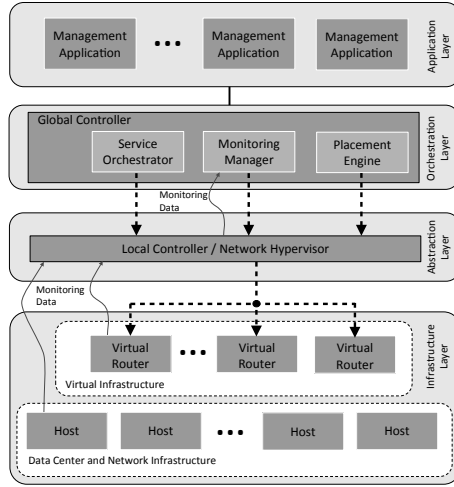 Management
Application
•••
Management
Application
Management
Application
Application
Layer
Global Controller
Service
Orchestrator
Monitoring
Manager
Placement
Engine
Orchestration
Layer
Monitoring
Data
Local Controller / Network Hypervisor
Abstraction
Layer
Monitoring
Data
Virtual
Router
•••
Virtual
Router
Virtual
Router
Virtual Infrastructure
Infrastructure
Layer
Host
Host
•••
Host
Host
Data Center and Network Infrastructure